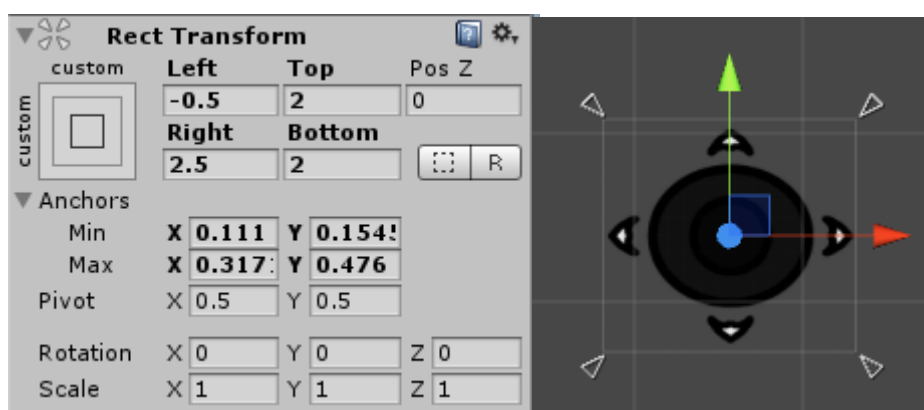 Rect Transform
custom Left Top Pos Z
custom -0.5 2 0
Right Bottom
2.5 2 R
Anchors
Min X 0.111 Y
Max X Y 0.476
Pivot X 0.5 Y 0.5
Rotation X 0 Y 0 Z 0
Scale X 1 Y 1 Z 1